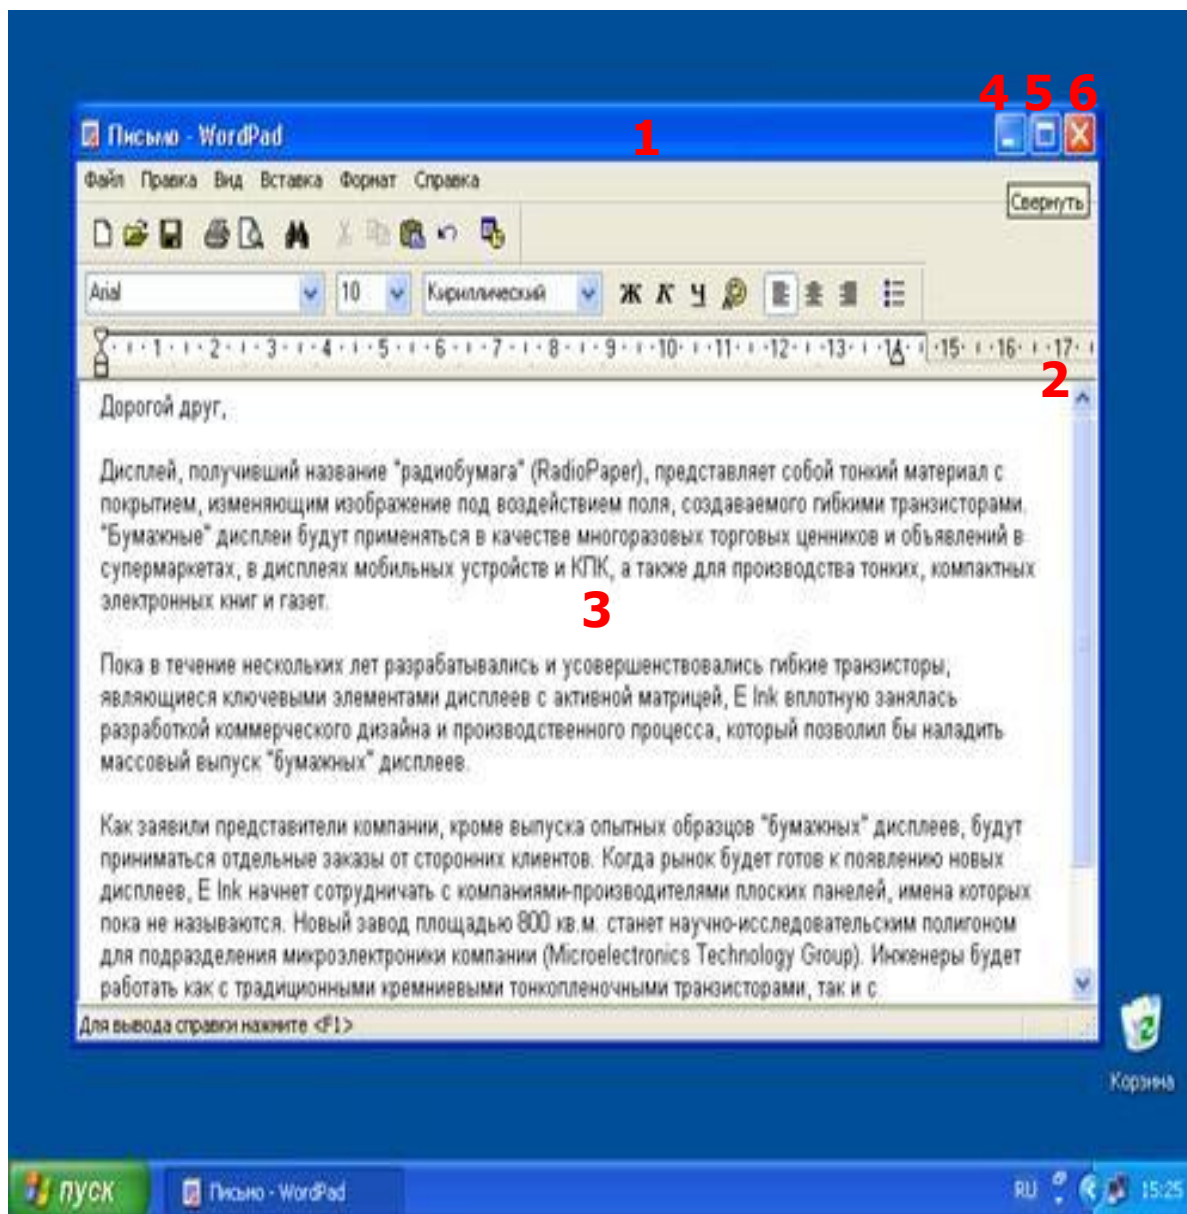 4 5 6
Письмо - WordPad
1
Файл Правка Вид Вставка Формат Справка
Свернуть
Arial 10 Кириллический Ж К Ч
1 2 3 4 5 6 7 8 9 10 11 12 13 14 15 16 17
2
Дорогой друг,
Дисплей, получивший название "радиобумага" (RadioPaper), представляет собой тонкий материал с
покрытием, изменяющим изображение под воздействием поля, создаваемого гибкими транзисторами.
"Бумажные" дисплеи будут применяться в качестве многоразовых торговых ценников и объявлений в
супермаркетах, в дисплеях мобильных устройств и КПК, а также для производства тонких, компактных
электронных книг и газет.
3
Пока в течение нескольких лет разрабатывались и усовершенствовались гибкие транзисторы,
являющиеся ключевыми элементами дисплеев с активной матрицей, E Ink вплотную занялась
разработкой коммерческого дизайна и производственного процесса, который позволил бы наладить
массовый выпуск "бумажных" дисплеев.
Как заявили представители компании, кроме выпуска опытных образцов "бумажных" дисплеев, будут
приниматься отдельные заказы от сторонних клиентов. Когда рынок будет готов к появлению новых
дисплеев, E Ink начнет сотрудничать с компаниями-производителями плоских панелей, имена которых
пока не называются. Новый завод площадью 800 кв.м. станет научно-исследовательским полигоном
для подразделения микроэлектроники компании (Microelectronics Technology Group). Инженеры будет
работать как с традиционными кремниевыми тонкопленочными транзисторами, так и с
Для вывода справки нажмите <F1>
Корзина
пуск Письмо - WordPad RU 15:25